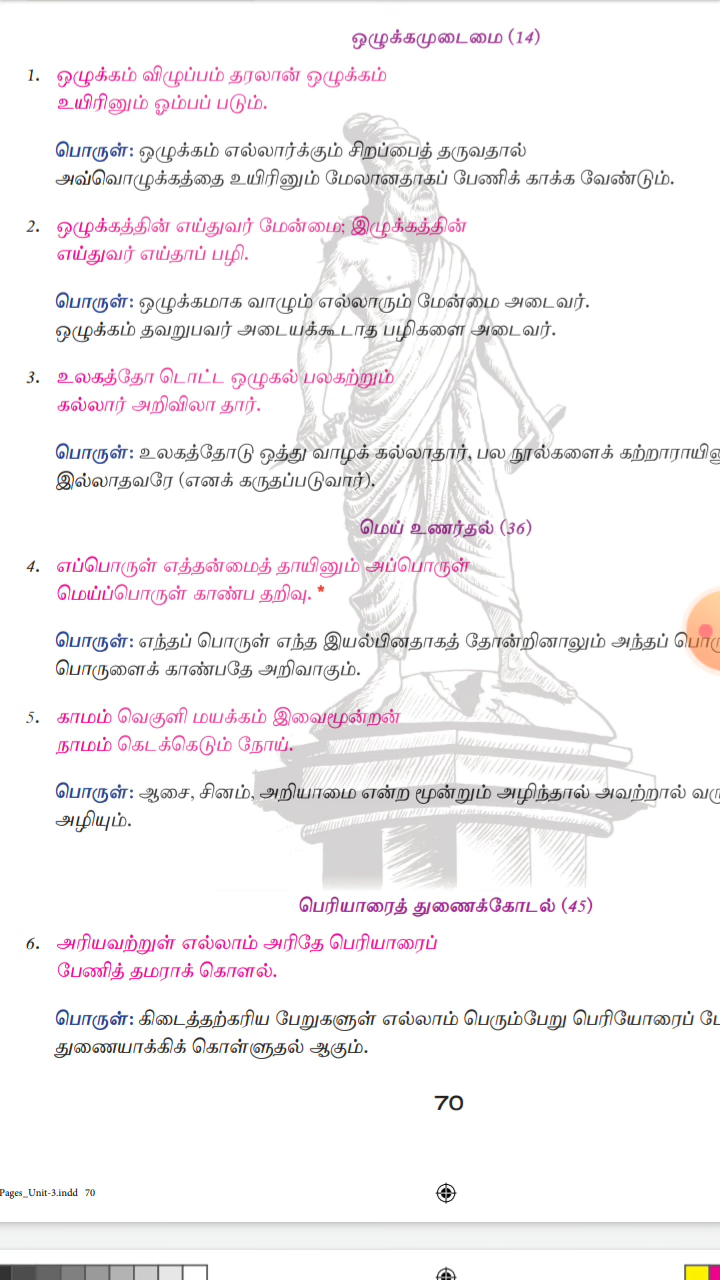 ஒழுக்கமுடைமை (14)
1. ஒழுக்கம் விழுப்பம் தரலான் ஒழுக்கம்
உயிரினும் ஓம்பப் படும்.
பொருள்: ஒழுக்கம் எல்லார்க்கும் சிறப்பைத் தருவதால்
அவ்வொழுக்கத்தை உயிரினும் மேலானதாகப் பேணிக் காக்க வேண்டும்.
2. ஒழுக்கத்தின் எய்துவர் மேன்மை; இழுக்கத்தின்
எய்துவர் எய்தாப் பழி.
பொருள்: ஒழுக்கமாக வாழும் எல்லாரும் மேன்மை அடைவர்.
ஒழுக்கம் தவறுபவர் அடையக்கூடாத பழிகளை அடைவர்.
3. உலகத்தோ டொட்ட ஒழுகல் பலகற்றும்
கல்லார் அறிவிலா தார்.
பொருள்: உலகத்தோடு ஒத்து வாழக் கல்லாதார், பல நூல்களைக்
இல்லாதவரே (எனக் கருதப்படுவார்).
மெய் உணர்தல் (36)
4. எப்பொருள் எத்தன்மைத் தாயினும் அப்பொருள்
மெய்ப்பொருள் காண்ப தறிவு. *
பொருள்: எந்தப் பொருள் எந்த இயல்பினதாகத் தோன்றினாலும் அந்தப்
பொருளைக் காண்பதே அறிவாகும்.
5. காமம் வெகுளி மயக்கம் இவைமூன்றன்
நாமம் கெடக்கெடும் நோய்.
பொருள்: ஆசை, சினம், அறியாமை என்ற மூன்றும் அழிந்தால் அவற்றால்
அழியும்.
பெரியாரைத் துணைக்கோடல் (45)
6. அரியவற்றுள் எல்லாம் அரிதே பெரியாரைப்
பேணித் தமராக் கொளல்.
பொருள்: கிடைத்தற்கரிய பேறுகளுள் எல்லாம் பெரும்பேறு பெரியோரைப்
துணையாக்கிக் கொள்ளுதல் ஆகும்.
70
Pages_Unit-3.indd 70